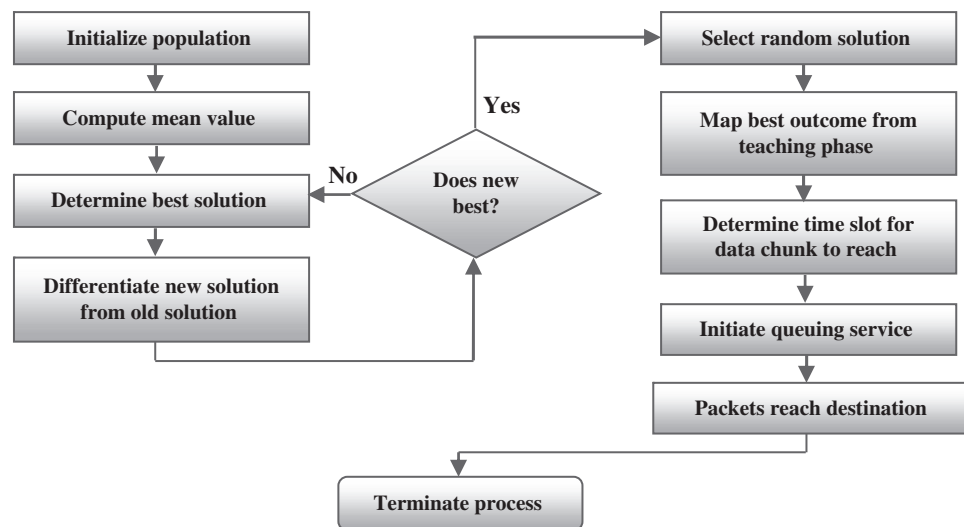 Initialize population
Compute mean value
Determine best solution
Differentiate new solution
from old solution
No
Does new
best?
Yes
Select random solution
Map best outcome from
teaching phase
Determine time slot for
data chunk to reach
Initiate queuing service
Packets reach destination
Terminate process